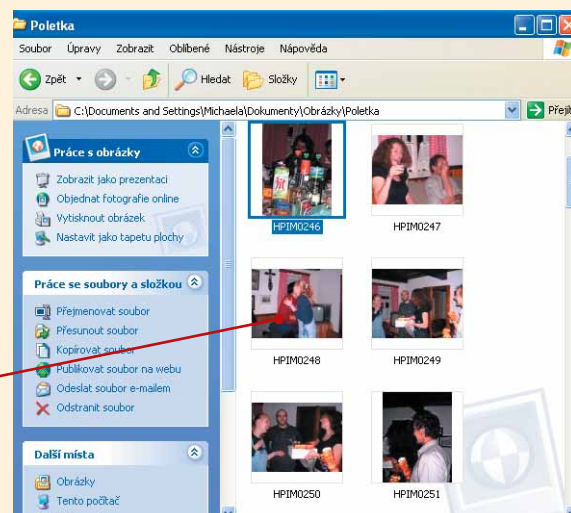 Poletka
Soubor Úpravy Zobrazit Oblíbené Nástroje Nápověda
Zpět Hledat Složky
Adresa C:\Documents and Settings\Michaela\Dokumenty\Obrázky\Poletka Přejít
Práce s obrázky
Zobrazit jako prezentaci
Objednat fotografie online
Vytisknout obrázek
Nastavit jako tapetu plochy
Práce se soubory a složkou
Přejmenovat soubor
Přesunout soubor
Kopírovat soubor
Publikovat soubor na webu
Odeslat soubor e-mailem
Odstranit soubor
Další místa
Obrázky
Tento počítač
HPIM0246 HPIM0247
HPIM0248 HPIM0249
HPIM0250 HPIM0251